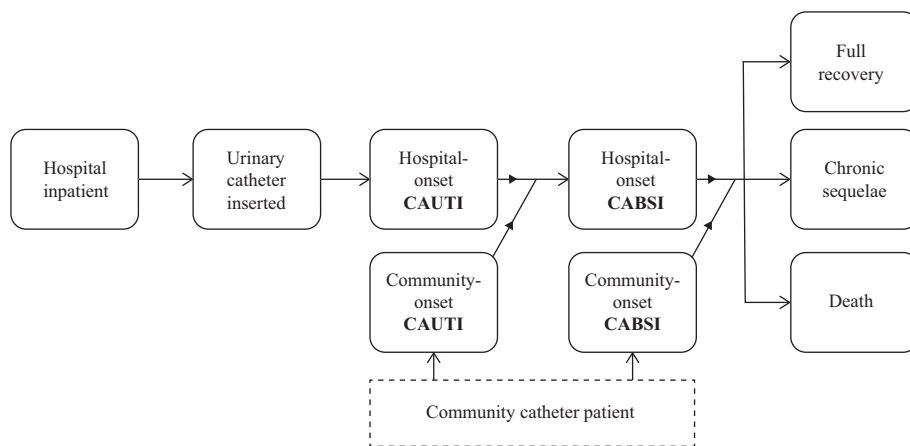 Full
recovery
Hospital
inpatient
Urinary
catheter
inserted
Hospital-
onset
CAUTI
Hospital-
onset
CABSI
Chronic
sequelae
Community-
onset
CAUTI
Community-
onset
CABSI
Death
Community catheter patient